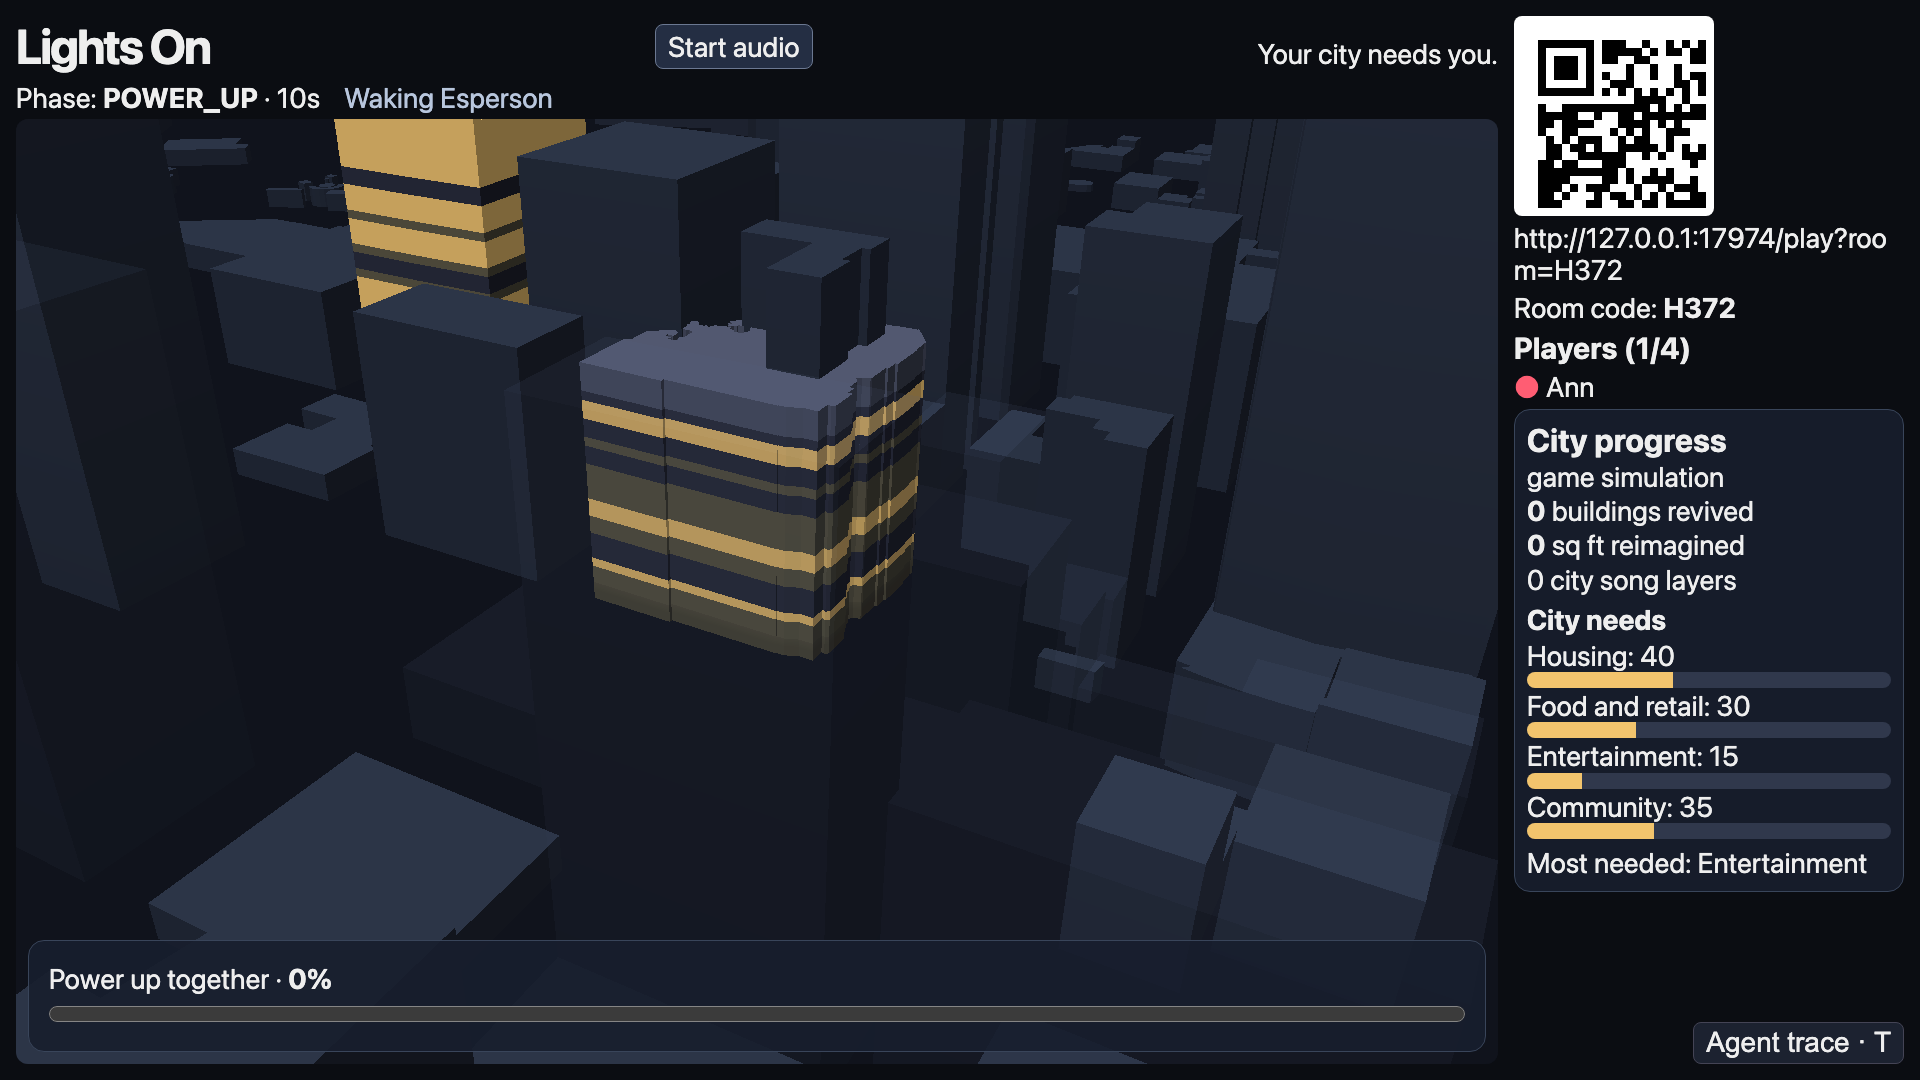 Lights On
Start audio
Your city needs you.
Phase: POWER_UP · 10s Waking Esperson
http://127.0.0.1:17974/play?roo
m=H372
Room code: H372
Players (1/4)
Ann
City progress
game simulation
0 buildings revived
0 sq ft reimagined
0 city song layers
City needs
Housing: 40
Food and retail: 30
Entertainment: 15
Community: 35
Most needed: Entertainment
Power up together · 0%
Agent trace · T